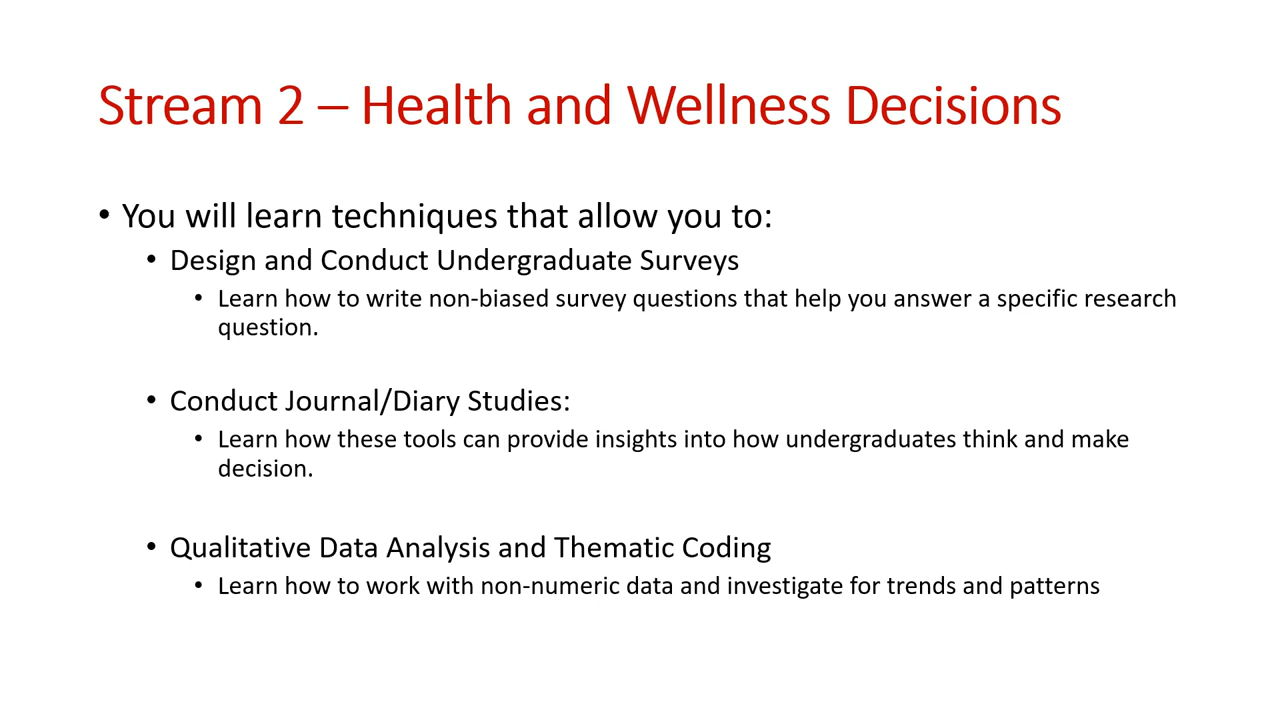 Stream 2 – Health and Wellness Decisions
• You will learn techniques that allow you to:
• Design and Conduct Undergraduate Surveys
• Learn how to write non-biased survey questions that help you answer a specific research
question.
• Conduct Journal/Diary Studies:
• Learn how these tools can provide insights into how undergraduates think and make
decision.
• Qualitative Data Analysis and Thematic Coding
• Learn how to work with non-numeric data and investigate for trends and patterns